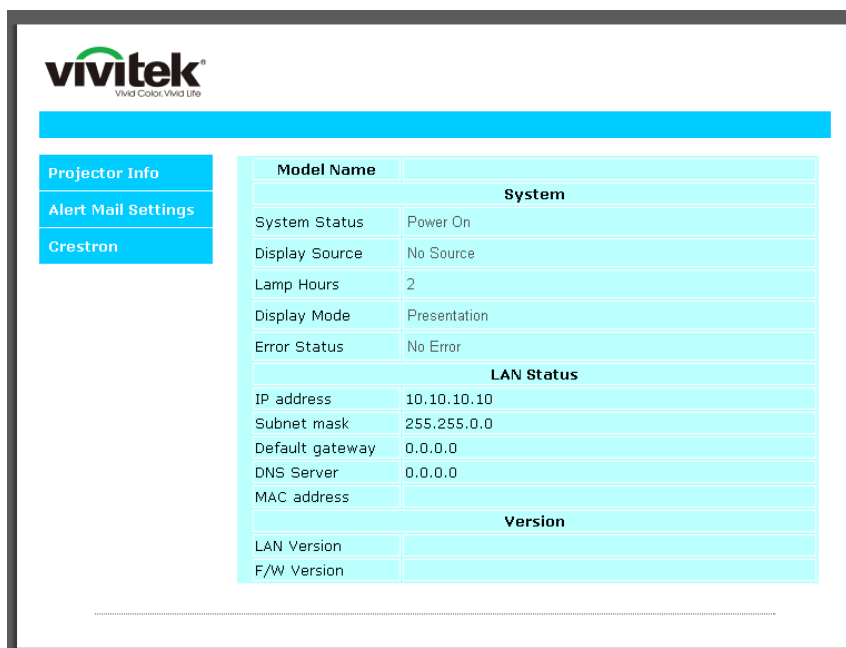 vivitek®
Vivid Color. Vivid Life
Projector Info
Alert Mail Settings
Crestron
Model Name
System
System Status Power On
Display Source No Source
Lamp Hours 2
Display Mode Presentation
Error Status No Error
LAN Status
IP address 10.10.10.10
Subnet mask 255.255.0.0
Default gateway 0.0.0.0
DNS Server 0.0.0.0
MAC address
Version
LAN Version
F/W Version